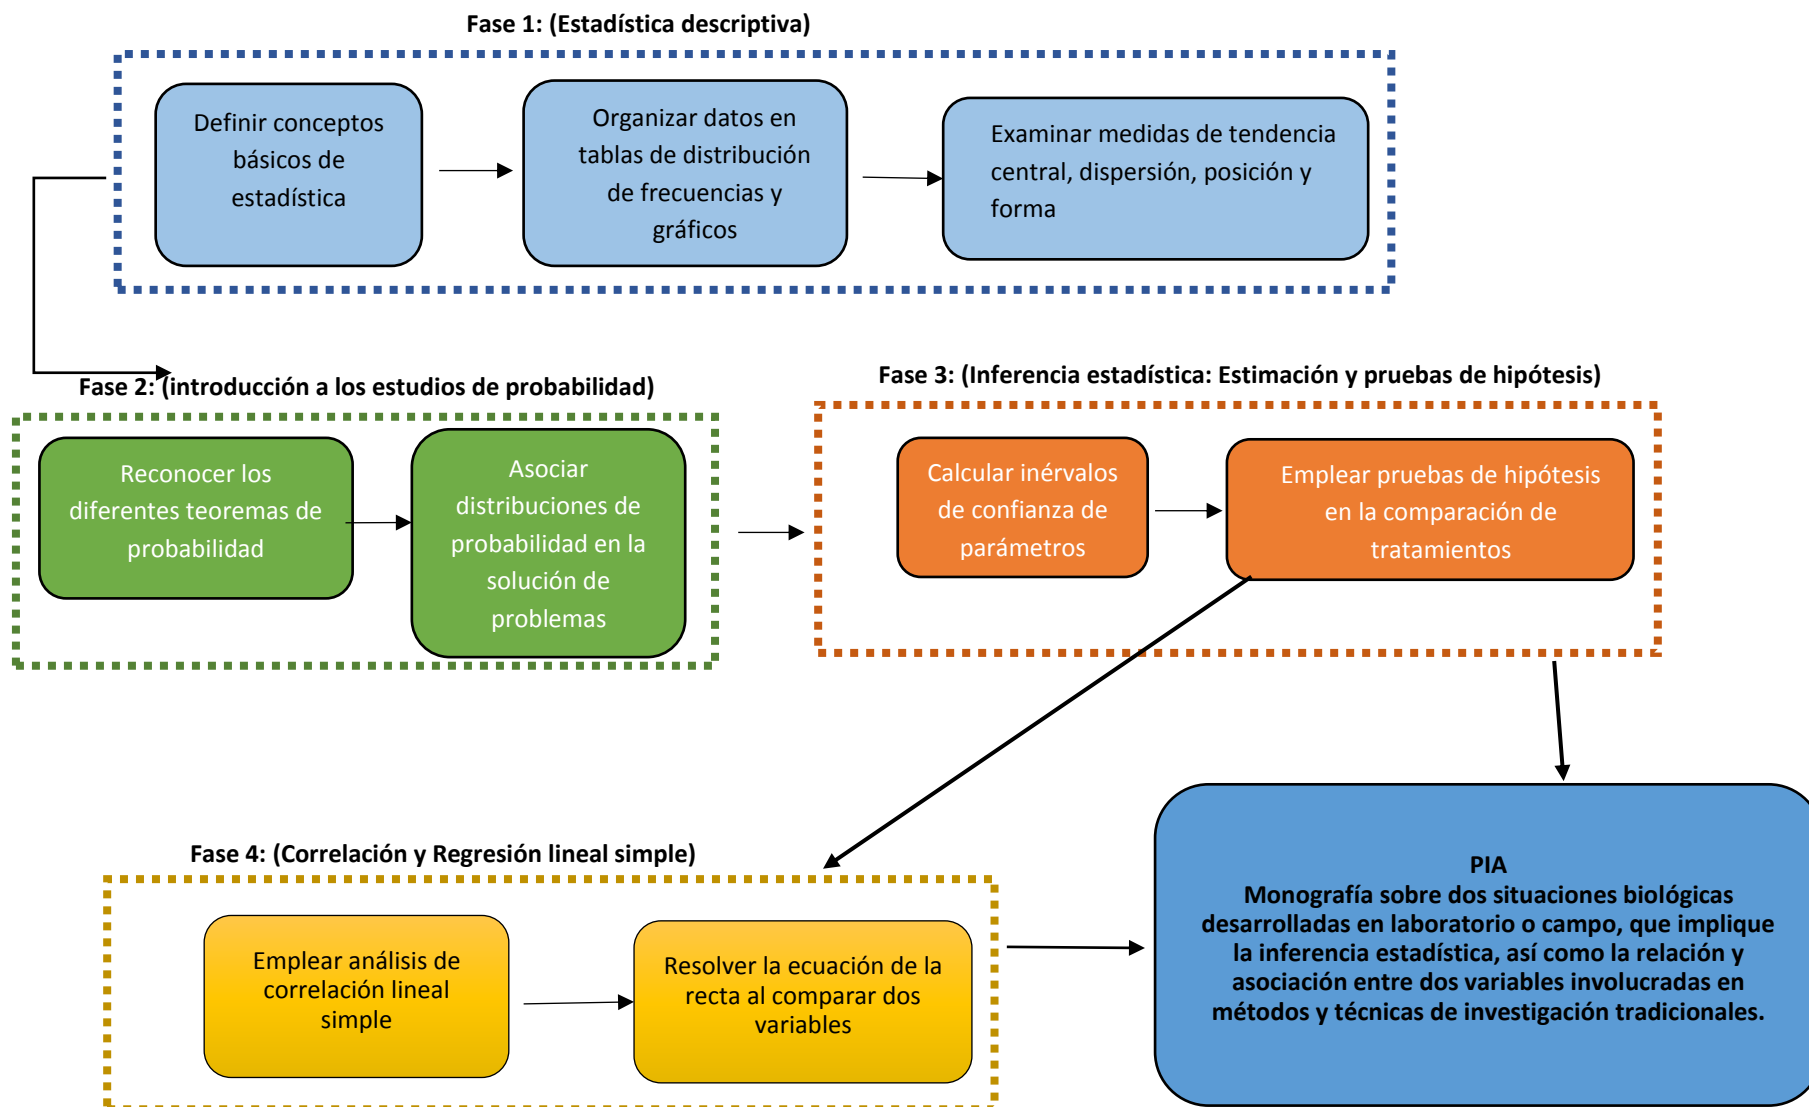 Fase 1: (Estadística descriptiva)
Definir conceptos
básicos de
estadística
Organizar datos en
tablas de distribución
de frecuencias y
gráficos
Examinar medidas de tendencia
central, dispersión, posición y
forma
Fase 2: (introducción a los estudios de probabilidad)
Reconocer los
diferentes teoremas de
probabilidad
Asociar
distribuciones de
probabilidad en la
solución de
problemas
Fase 3: (Inferencia estadística: Estimación y pruebas de hipótesis)
Calcular inérvalos
de confianza de
parámetros
Emplear pruebas de hipótesis
en la comparación de
tratamientos
Fase 4: (Correlación y Regresión lineal simple)
Emplear análisis de
correlación lineal
simple
Resolver la ecuación de la
recta al comparar dos
variables
PIA
Monografía sobre dos situaciones biológicas
desarrolladas en laboratorio o campo, que implique
la inferencia estadística, así como la relación y
asociación entre dos variables involucradas en
métodos y técnicas de investigación tradicionales.